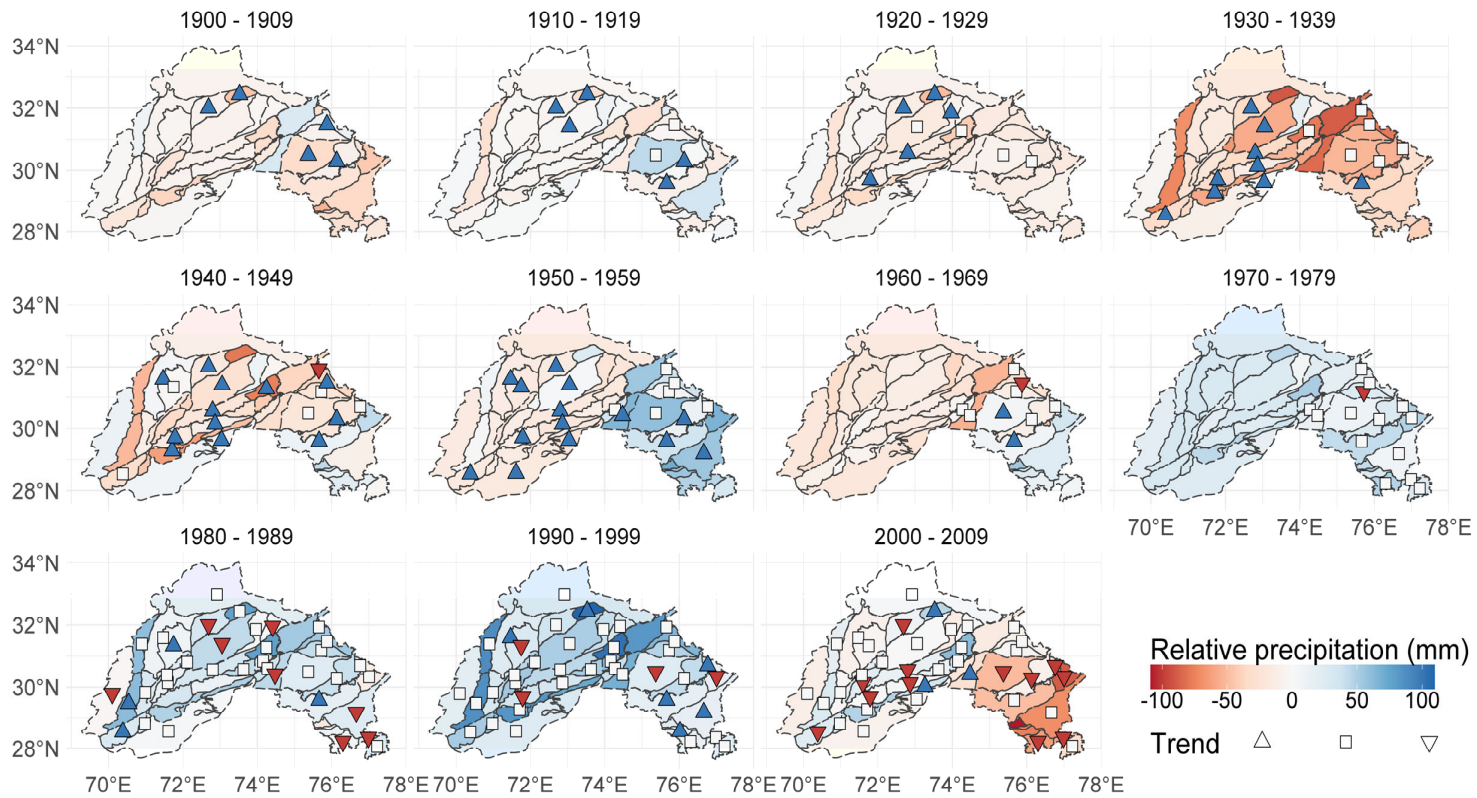 1900 - 1909 1910 - 1919 1920 - 1929 1930 - 1939
34°N
32°N
30°N
28°N
1940 - 1949 1950 - 1959 1960 - 1969 1970 - 1979
34°N
32°N
30°N
28°N
70°E 72°E 74°E 76°E 78°E
1980 - 1989 1990 - 1999 2000 - 2009
34°N
32°N
30°N
28°N
70°E 72°E 74°E 76°E 78°E 70°E 72°E 74°E 76°E 78°E 70°E 72°E 74°E 76°E 78°E
Relative precipitation (mm)
-100 -50 0 50 100
Trend